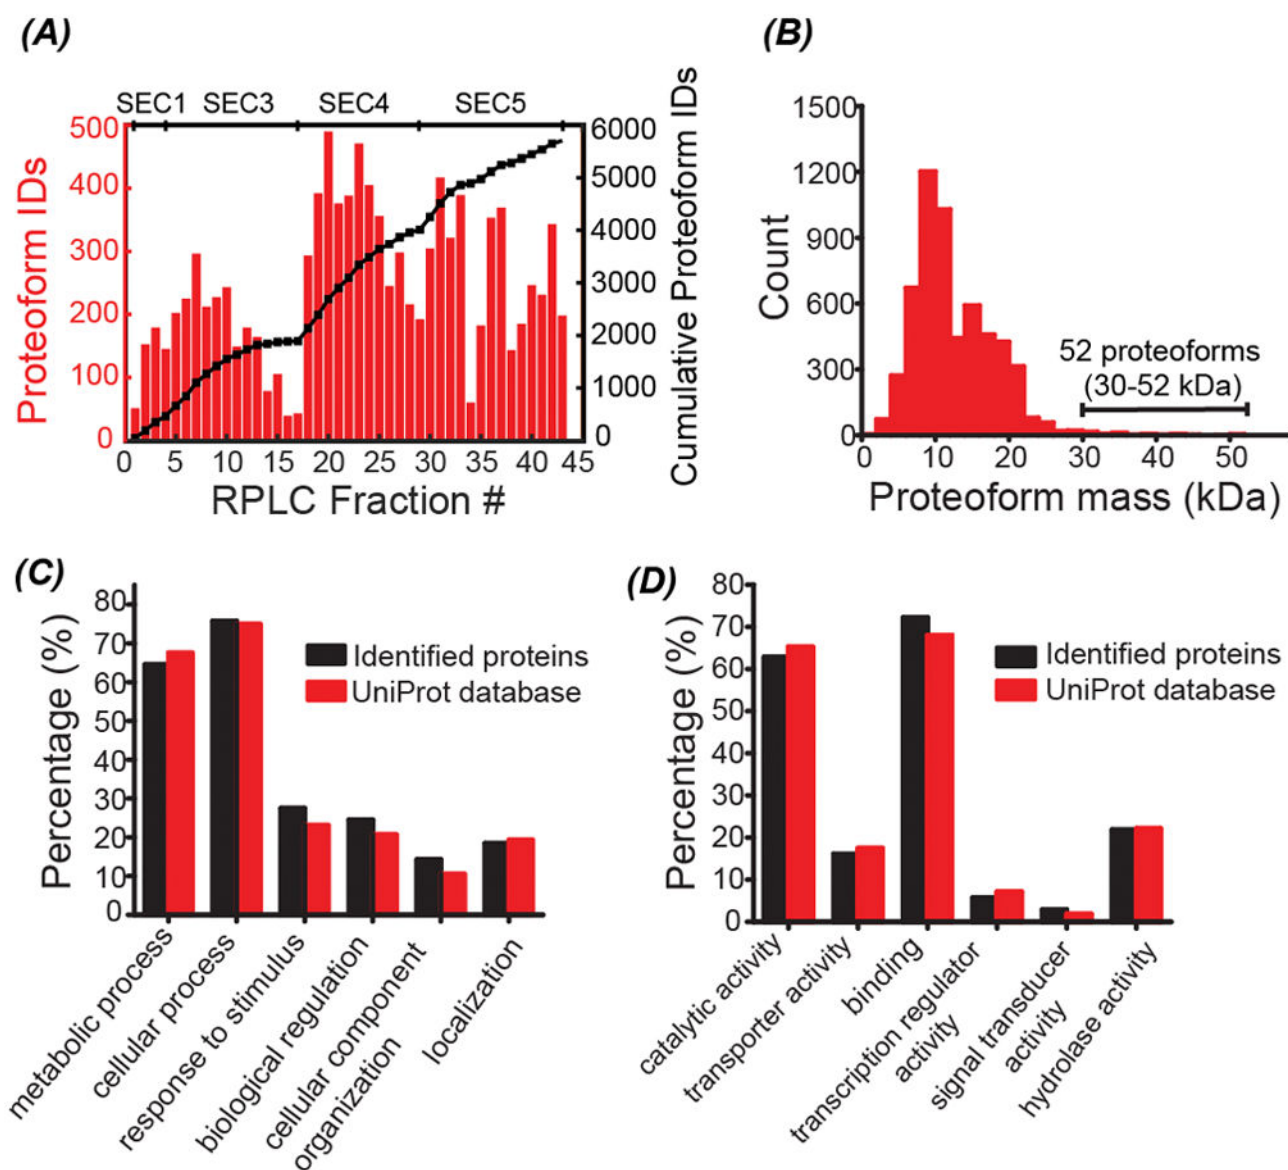 (A)
SEC1 SEC3 SEC4 SEC5
Proteoform IDs
500
400
300
200
100
0
6000
5000
4000
3000
2000
1000
0
Cumulative Proteoform IDs
0 5 10 15 20 25 30 35 40 45
RPLC Fraction #
(B)
Count
1500
1200
900
600
300
0
52 proteoforms
(30-52 kDa)
0 10 20 30 40 50
Proteoform mass (kDa)
(C)
Percentage (%)
80
70
60
50
40
30
20
10
0
Identified proteins
UniProt database
metabolic process
cellular process
response to stimulus
biological regulation
cellular component
organization
localization
(D)
Percentage (%)
80
70
60
50
40
30
20
10
0
Identified proteins
UniProt database
catalytic activity
transporter activity
binding
transcription regulator
activity
signal transducer
activity
hydrolase activity